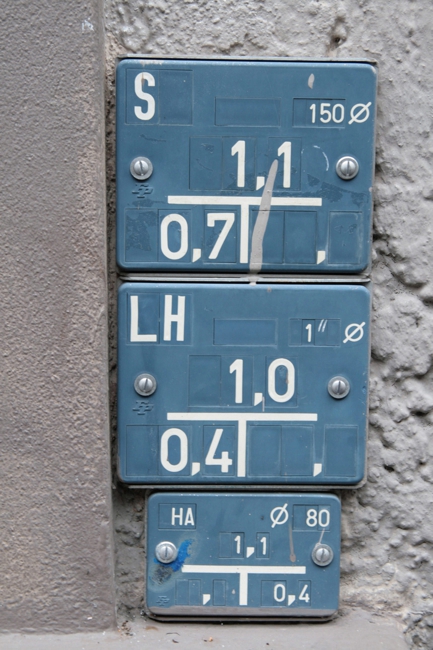 S
150 Ø
1,1
0,7 ,
LH
1" Ø
1,0
0,4 ,
HA Ø 80
1,1
, 0,4